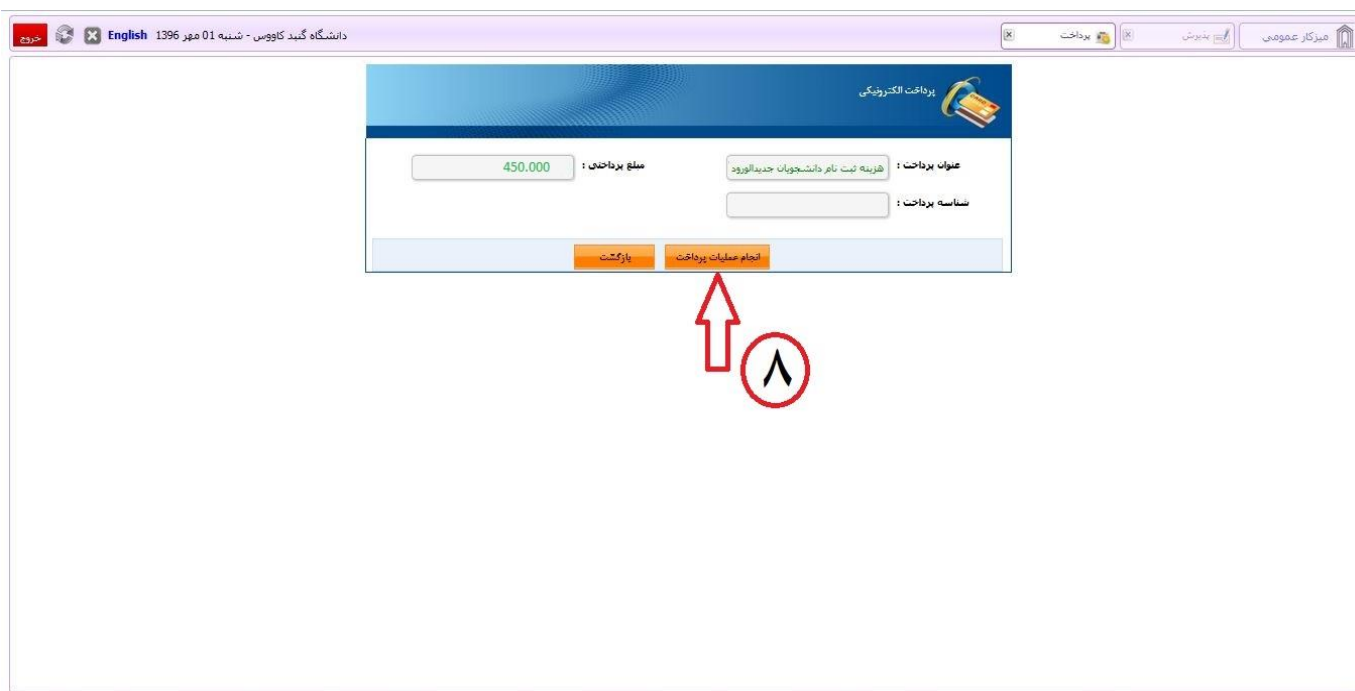 میزکار عمومی
پذیرش
پرداخت
دانشگاه گنبد کاووس - شنبه 01 مهر 1396 English
خروج
پرداخت الکترونیکی
عنوان پرداخت : هزینه ثبت نام دانشجویان جدیدالورود
مبلغ پرداختی : 450.000
شناسه پرداخت :
انجام عملیات پرداخت
بازگشت
۸